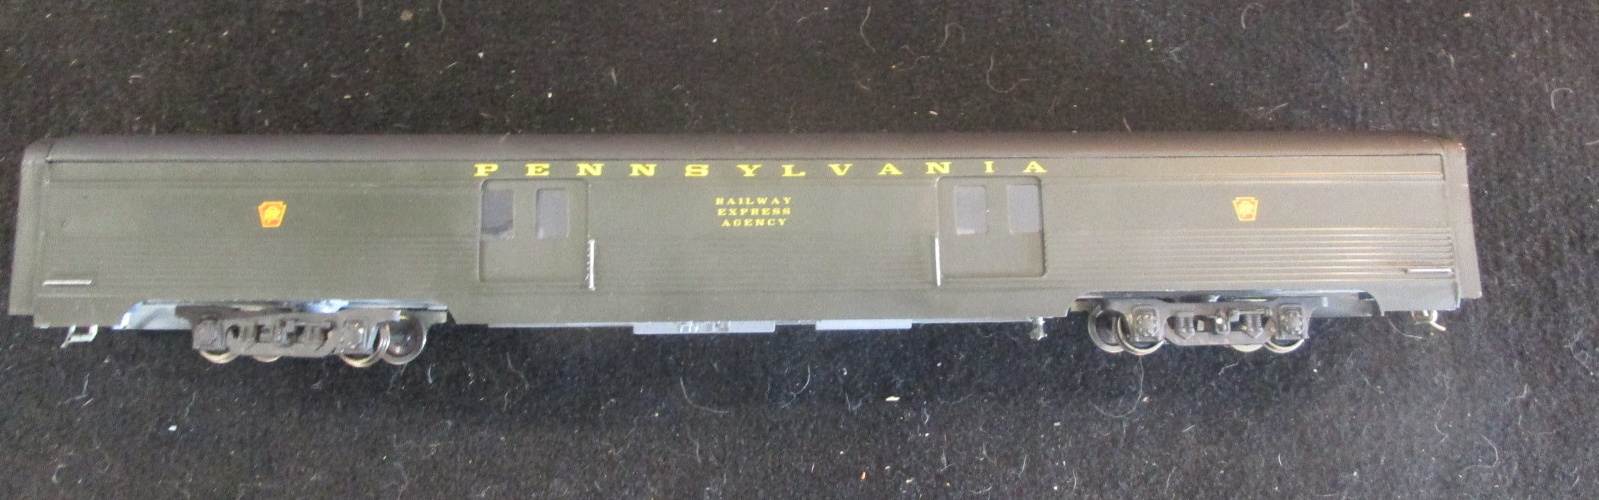 PENNSYLVANIA
RAILWAY
EXPRESS
AGENCY